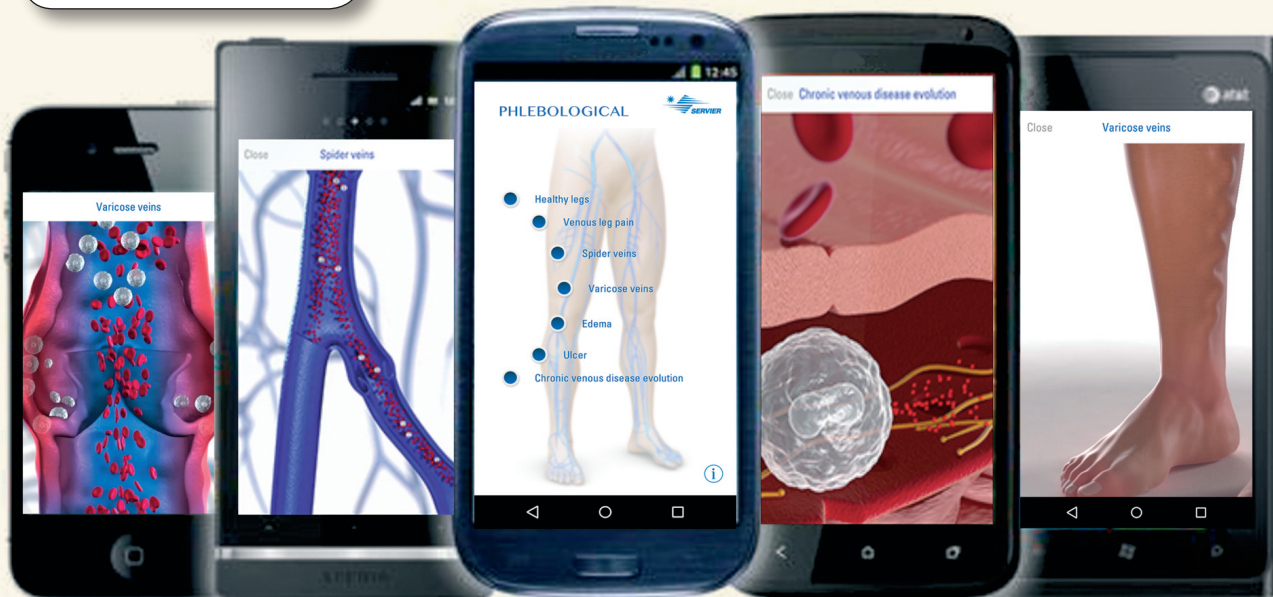 Varicose veins
Close Spider veins
12:45
PHLEBOLOGICAL
SERVIER
Healthy legs
Venous leg pain
Spider veins
Varicose veins
Edema
Ulcer
Chronic venous disease evolution
i
Close Chronic venous disease evolution
at&t
Close Varicose veins
XPERIA